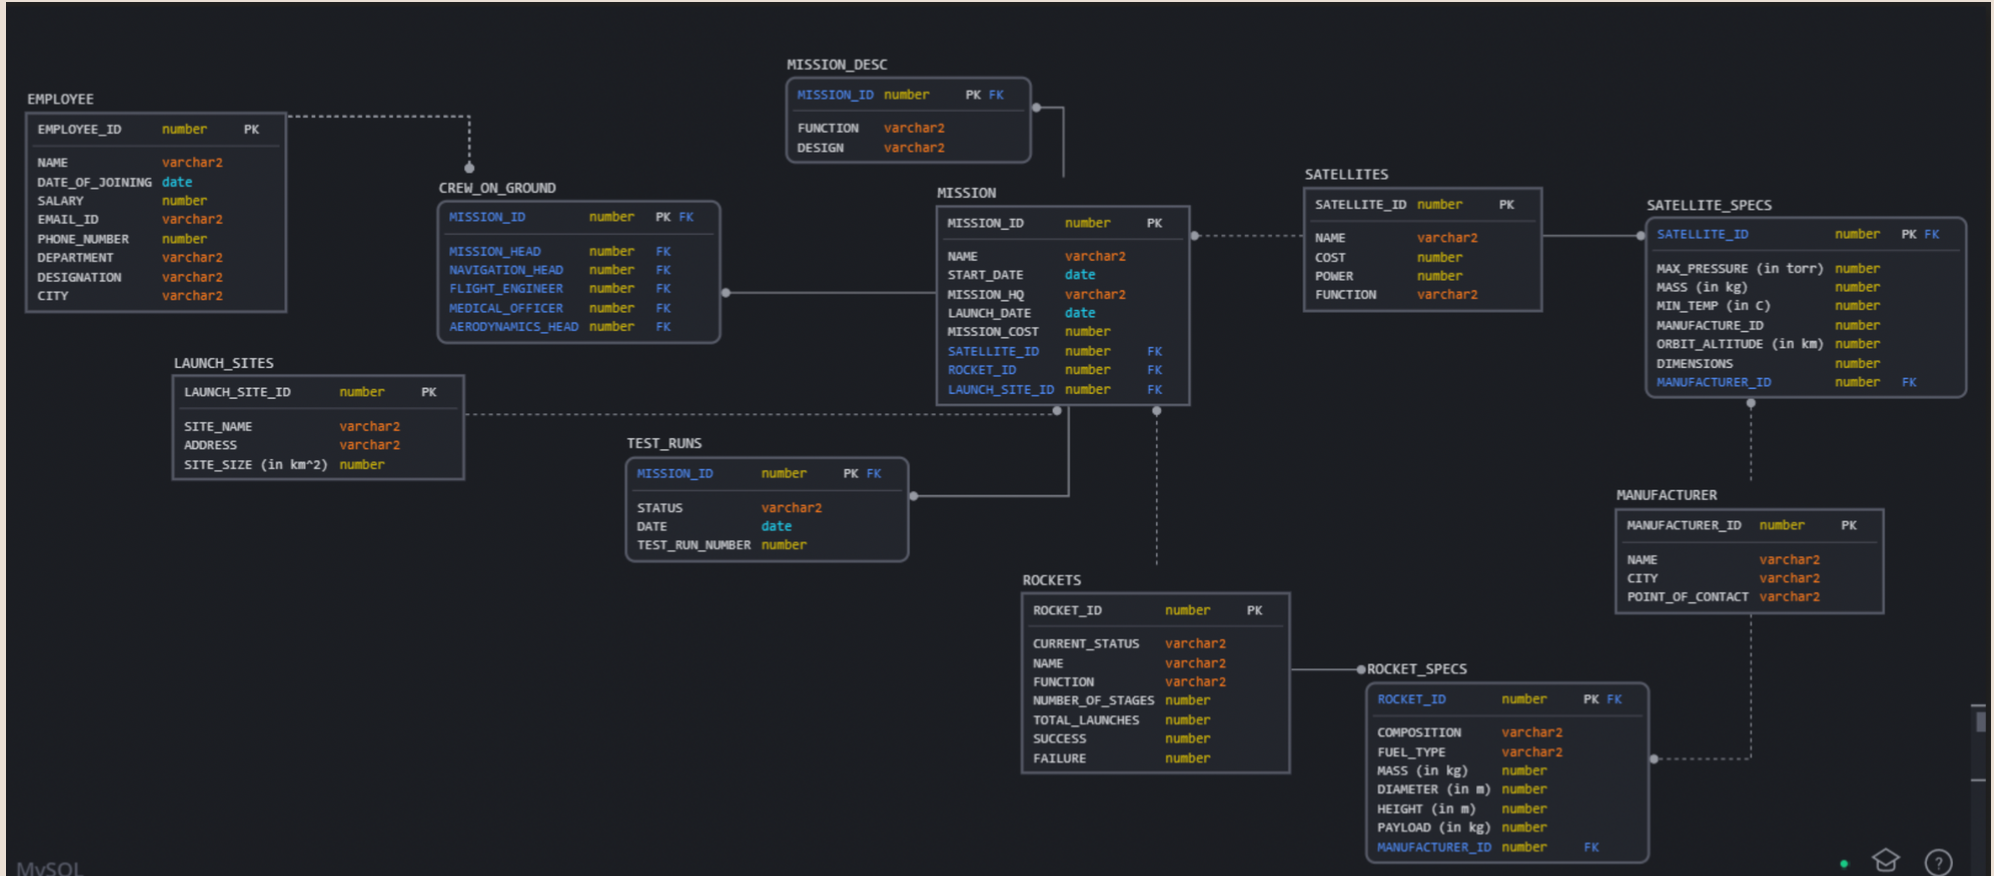 MISSION_DESC
MISSION_ID number PK FK
FUNCTION varchar2
DESIGN varchar2
EMPLOYEE
EMPLOYEE_ID number PK
NAME varchar2
DATE_OF_JOINING date
SALARY number
EMAIL_ID varchar2
PHONE_NUMBER number
DEPARTMENT varchar2
DESIGNATION varchar2
CITY varchar2
CREW_ON_GROUND
MISSION_ID number PK FK
MISSION_HEAD number FK
NAVIGATION_HEAD number FK
FLIGHT_ENGINEER number FK
MEDICAL_OFFICER number FK
AERODYNAMICS_HEAD number FK
MISSION
MISSION_ID number PK
NAME varchar2
START_DATE date
MISSION_HQ varchar2
LAUNCH_DATE date
MISSION_COST number
SATELLITE_ID number FK
ROCKET_ID number FK
LAUNCH_SITE_ID number FK
SATELLITES
SATELLITE_ID number PK
NAME varchar2
COST number
POWER number
FUNCTION varchar2
SATELLITE_SPECS
SATELLITE_ID number PK FK
MAX_PRESSURE (in torr) number
MASS (in kg) number
MIN_TEMP (in C) number
MANUFACTURE_ID number
ORBIT_ALTITUDE (in km) number
DIMENSIONS number
MANUFACTURER_ID number FK
LAUNCH_SITES
LAUNCH_SITE_ID number PK
SITE_NAME varchar2
ADDRESS varchar2
SITE_SIZE (in km^2) number
TEST_RUNS
MISSION_ID number PK FK
STATUS varchar2
DATE date
TEST_RUN_NUMBER number
MANUFACTURER
MANUFACTURER_ID number PK
NAME varchar2
CITY varchar2
POINT_OF_CONTACT varchar2
ROCKETS
ROCKET_ID number PK
CURRENT_STATUS varchar2
NAME varchar2
FUNCTION varchar2
NUMBER_OF_STAGES number
TOTAL_LAUNCHES number
SUCCESS number
FAILURE number
ROCKET_SPECS
ROCKET_ID number PK FK
COMPOSITION varchar2
FUEL_TYPE varchar2
MASS (in kg) number
DIAMETER (in m) number
HEIGHT (in m) number
PAYLOAD (in kg) number
MANUFACTURER_ID number FK
MySQL
?